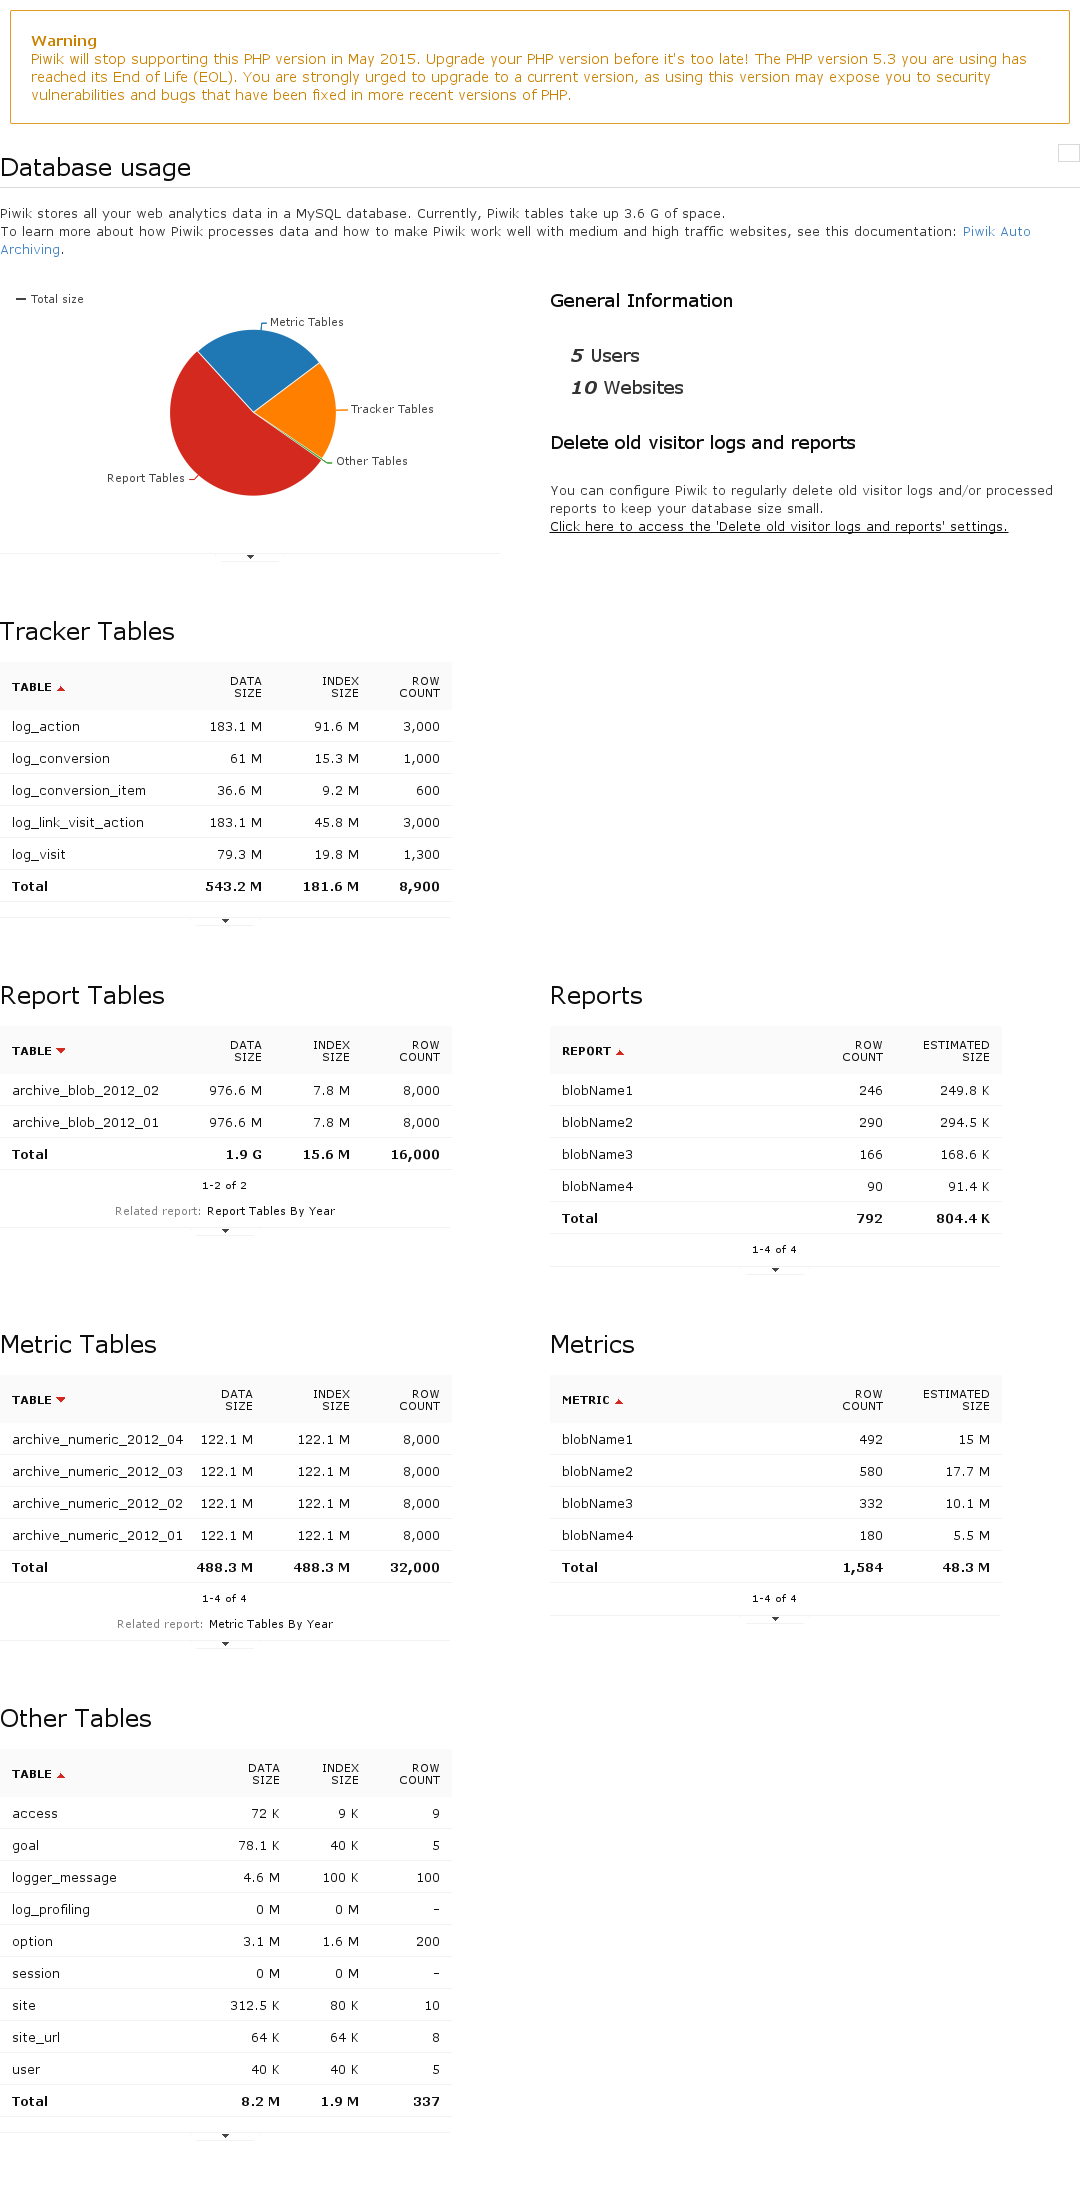 Warning
Piwik will stop supporting this PHP version in May 2015. Upgrade your PHP version before it's too late! The PHP version 5.3 you are using has
reached its End of Life (EOL). You are strongly urged to upgrade to a current version, as using this version may expose you to security
vulnerabilities and bugs that have been fixed in more recent versions of PHP.
Database usage
Piwik stores all your web analytics data in a MySQL database. Currently, Piwik tables take up 3.6 G of space.
To learn more about how Piwik processes data and how to make Piwik work well with medium and high traffic websites, see this documentation: Piwik Auto
Archiving.
Total size
Metric Tables
Tracker Tables
Other Tables
Report Tables
General Information
5 Users
10 Websites
Delete old visitor logs and reports
You can configure Piwik to regularly delete old visitor logs and/or processed
reports to keep your database size small.
Click here to access the 'Delete old visitor logs and reports' settings.
Tracker Tables
TABLE DATA SIZE INDEX SIZE ROW COUNT
log_action 183.1 M 91.6 M 3,000
log_conversion 61 M 15.3 M 1,000
log_conversion_item 36.6 M 9.2 M 600
log_link_visit_action 183.1 M 45.8 M 3,000
log_visit 79.3 M 19.8 M 1,300
Total 543.2 M 181.6 M 8,900
Report Tables
TABLE DATA SIZE INDEX SIZE ROW COUNT
archive_blob_2012_02 976.6 M 7.8 M 8,000
archive_blob_2012_01 976.6 M 7.8 M 8,000
Total 1.9 G 15.6 M 16,000
1-2 of 2
Related report: Report Tables By Year
Reports
REPORT ROW COUNT ESTIMATED SIZE
blobName1 246 249.8 K
blobName2 290 294.5 K
blobName3 166 168.6 K
blobName4 90 91.4 K
Total 792 804.4 K
1-4 of 4
Metric Tables
TABLE DATA SIZE INDEX SIZE ROW COUNT
archive_numeric_2012_04 122.1 M 122.1 M 8,000
archive_numeric_2012_03 122.1 M 122.1 M 8,000
archive_numeric_2012_02 122.1 M 122.1 M 8,000
archive_numeric_2012_01 122.1 M 122.1 M 8,000
Total 488.3 M 488.3 M 32,000
1-4 of 4
Related report: Metric Tables By Year
Metrics
METRIC ROW COUNT ESTIMATED SIZE
blobName1 492 15 M
blobName2 580 17.7 M
blobName3 332 10.1 M
blobName4 180 5.5 M
Total 1,584 48.3 M
1-4 of 4
Other Tables
TABLE DATA SIZE INDEX SIZE ROW COUNT
access 72 K 9 K 9
goal 78.1 K 40 K 5
logger_message 4.6 M 100 K 100
log_profiling 0 M 0 M -
option 3.1 M 1.6 M 200
session 0 M 0 M -
site 312.5 K 80 K 10
site_url 64 K 64 K 8
user 40 K 40 K 5
Total 8.2 M 1.9 M 337